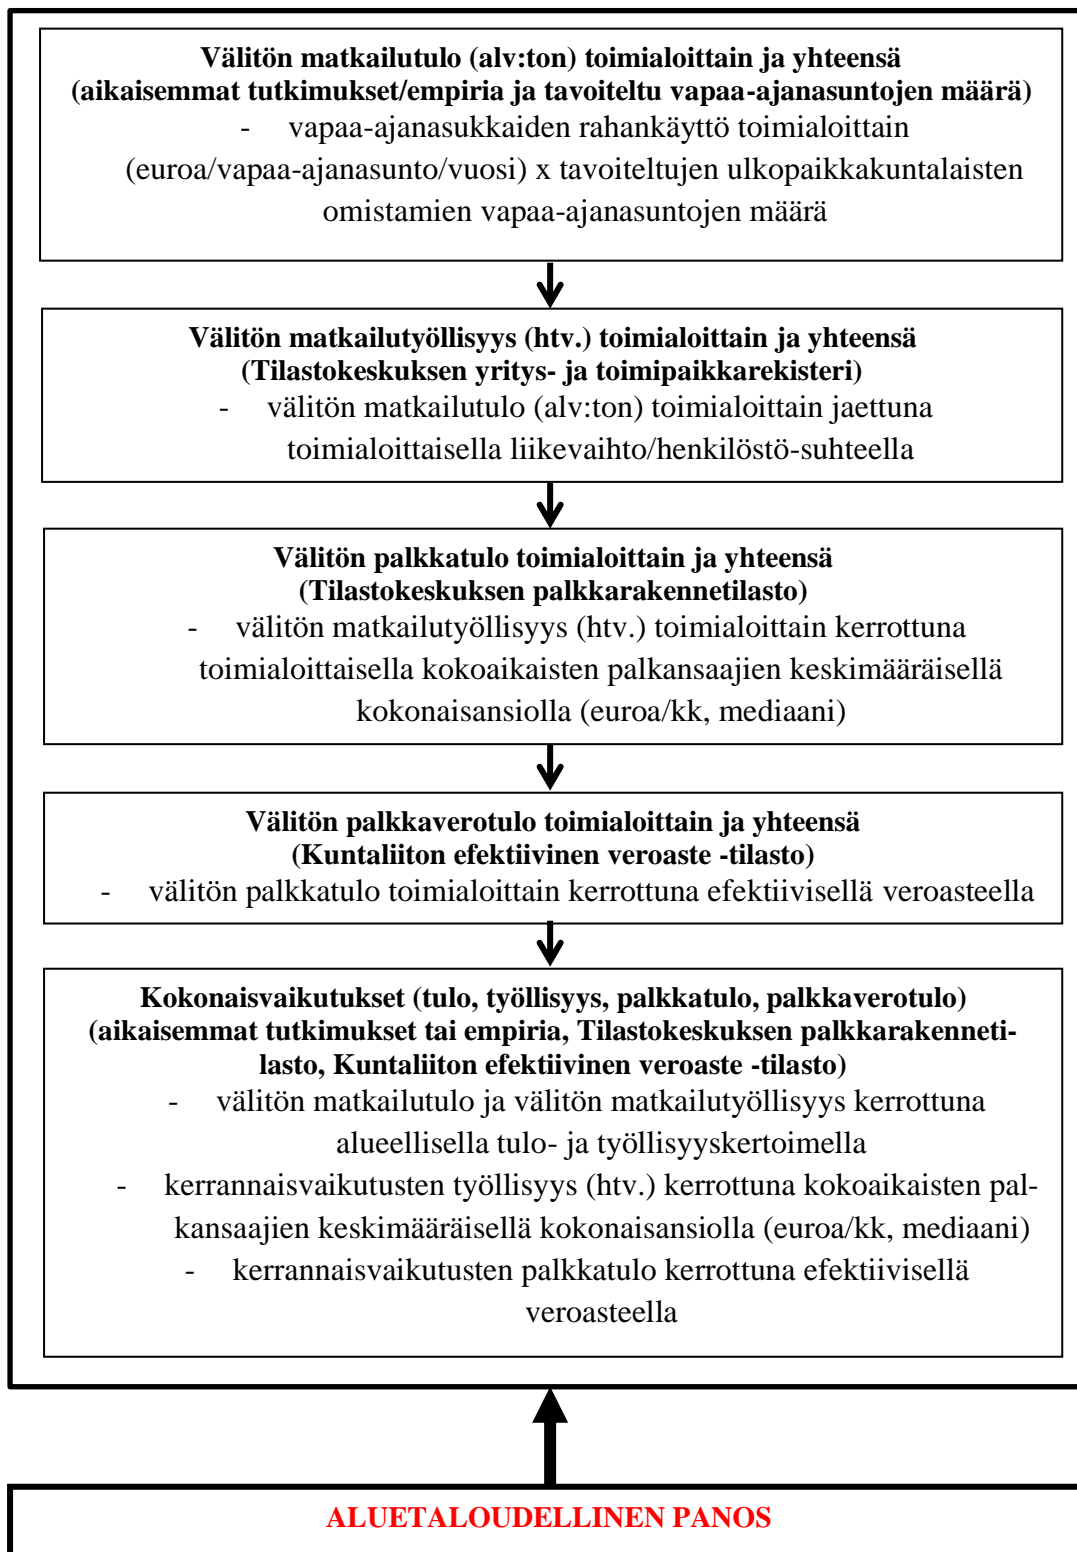 Välitön matkailutulo (alv:ton) toimialoittain ja yhteensä
(aikaisemmat tutkimukset/empiria ja tavoiteltu vapaa-ajanasuntojen määrä)
- vapaa-ajanasukkaiden rahankäyttö toimialoittain
(euroa/vapaa-ajanasunto/vuosi) x tavoiteltujen ulkopaikkakuntalaisten
omistamien vapaa-ajanasuntojen määrä
Välitön matkailutyöllisyys (htv.) toimialoittain ja yhteensä
(Tilastokeskuksen yritys- ja toimipaikkarekisteri)
- välitön matkailutulo (alv:ton) toimialoittain jaettuna
toimialoittaisella liikevaihto/henkilöstö-suhteella
Välitön palkkatulo toimialoittain ja yhteensä
(Tilastokeskuksen palkkarakennetilasto)
- välitön matkailutyöllisyys (htv.) toimialoittain kerrottuna
toimialoittaisella kokoaikaisten palkansaajien keskimääräisellä
kokonaisansiolla (euroa/kk, mediaani)
Välitön palkkaverotulo toimialoittain ja yhteensä
(Kuntaliiton efektiivinen veroaste -tilasto)
- välitön palkkatulo toimialoittain kerrottuna efektiivisellä veroasteella
Kokonaisvaikutukset (tulo, työllisyys, palkkatulo, palkkaverotulo)
(aikaisemmat tutkimukset tai empiria, Tilastokeskuksen palkkarakenneti-
lasto, Kuntaliiton efektiivinen veroaste -tilasto)
- välitön matkailutulo ja välitön matkailutyöllisyys kerrottuna
alueellisella tulo- ja työllisyyskertoimella
- kerrannaisvaikutusten työllisyys (htv.) kerrottuna kokoaikaisten pal-
kansaajien keskimääräisellä kokonaisansiolla (euroa/kk, mediaani)
- kerrannaisvaikutusten palkkatulo kerrottuna efektiivisellä
veroasteella
ALUETALOUDELLINEN PANOS